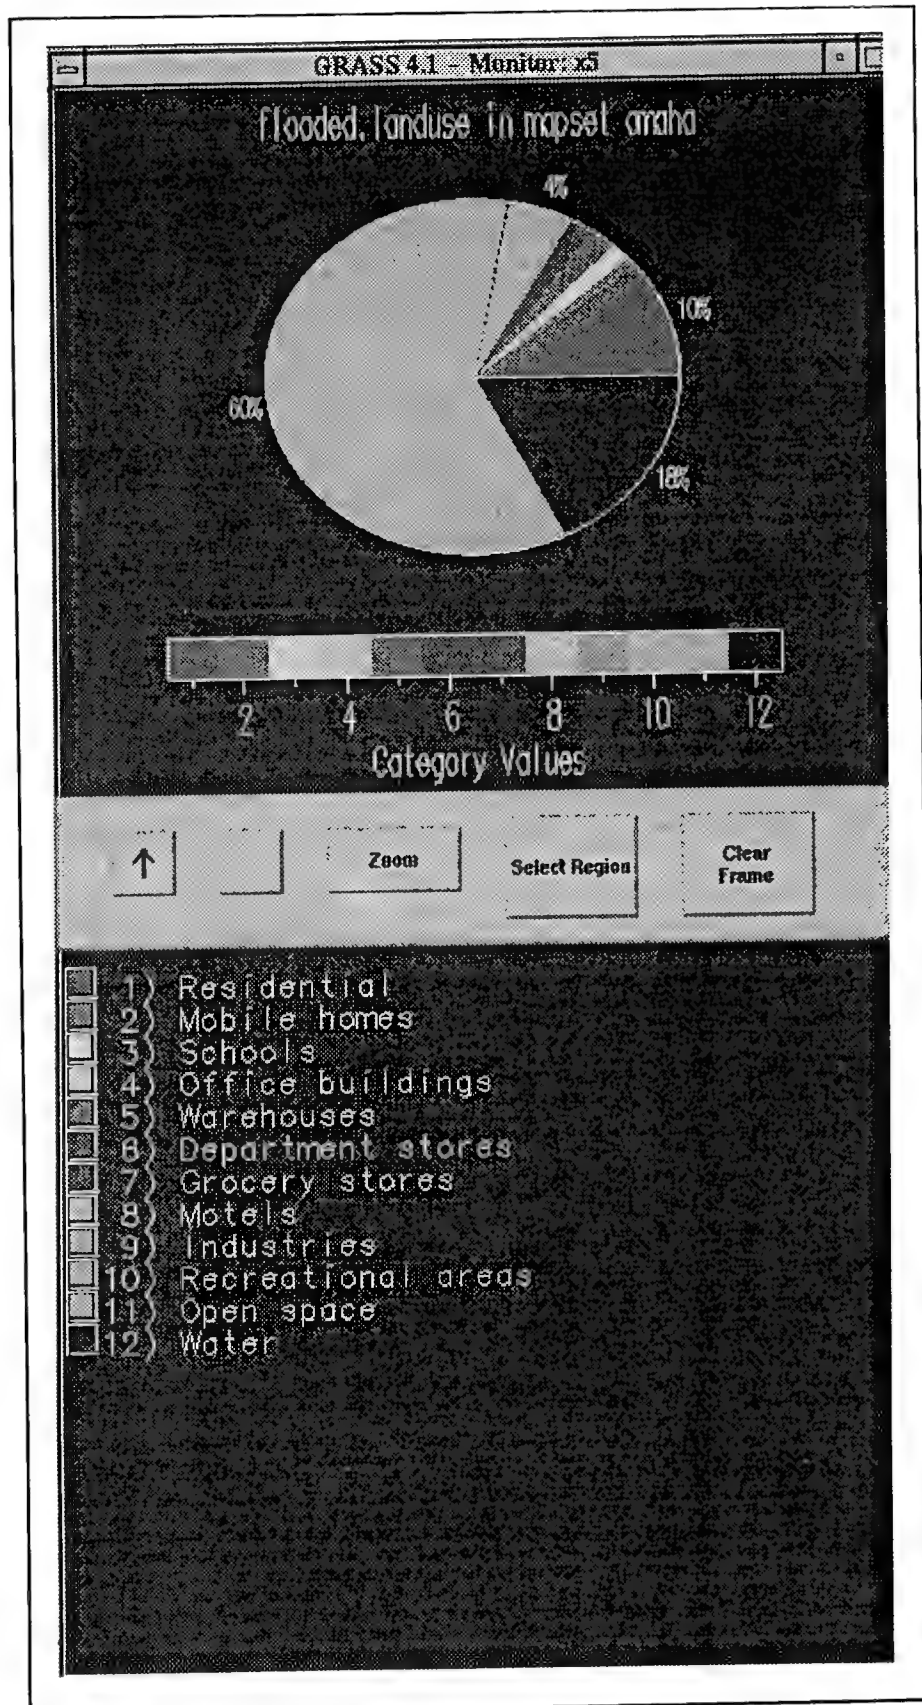 GRASS 4.1 - Monitor: x5
flooded.landuse in mapset omaha
4%
10%
60%
18%
2 4 6 8 10 12
Category Values
↑ Zoom Select Region Clear Frame
1) Residential
2) Mobile homes
3) Schools
4) Office buildings
5) Warehouses
6) Department stores
7) Grocery stores
8) Motels
9) Industries
10) Recreational areas
11) Open space
12) Water